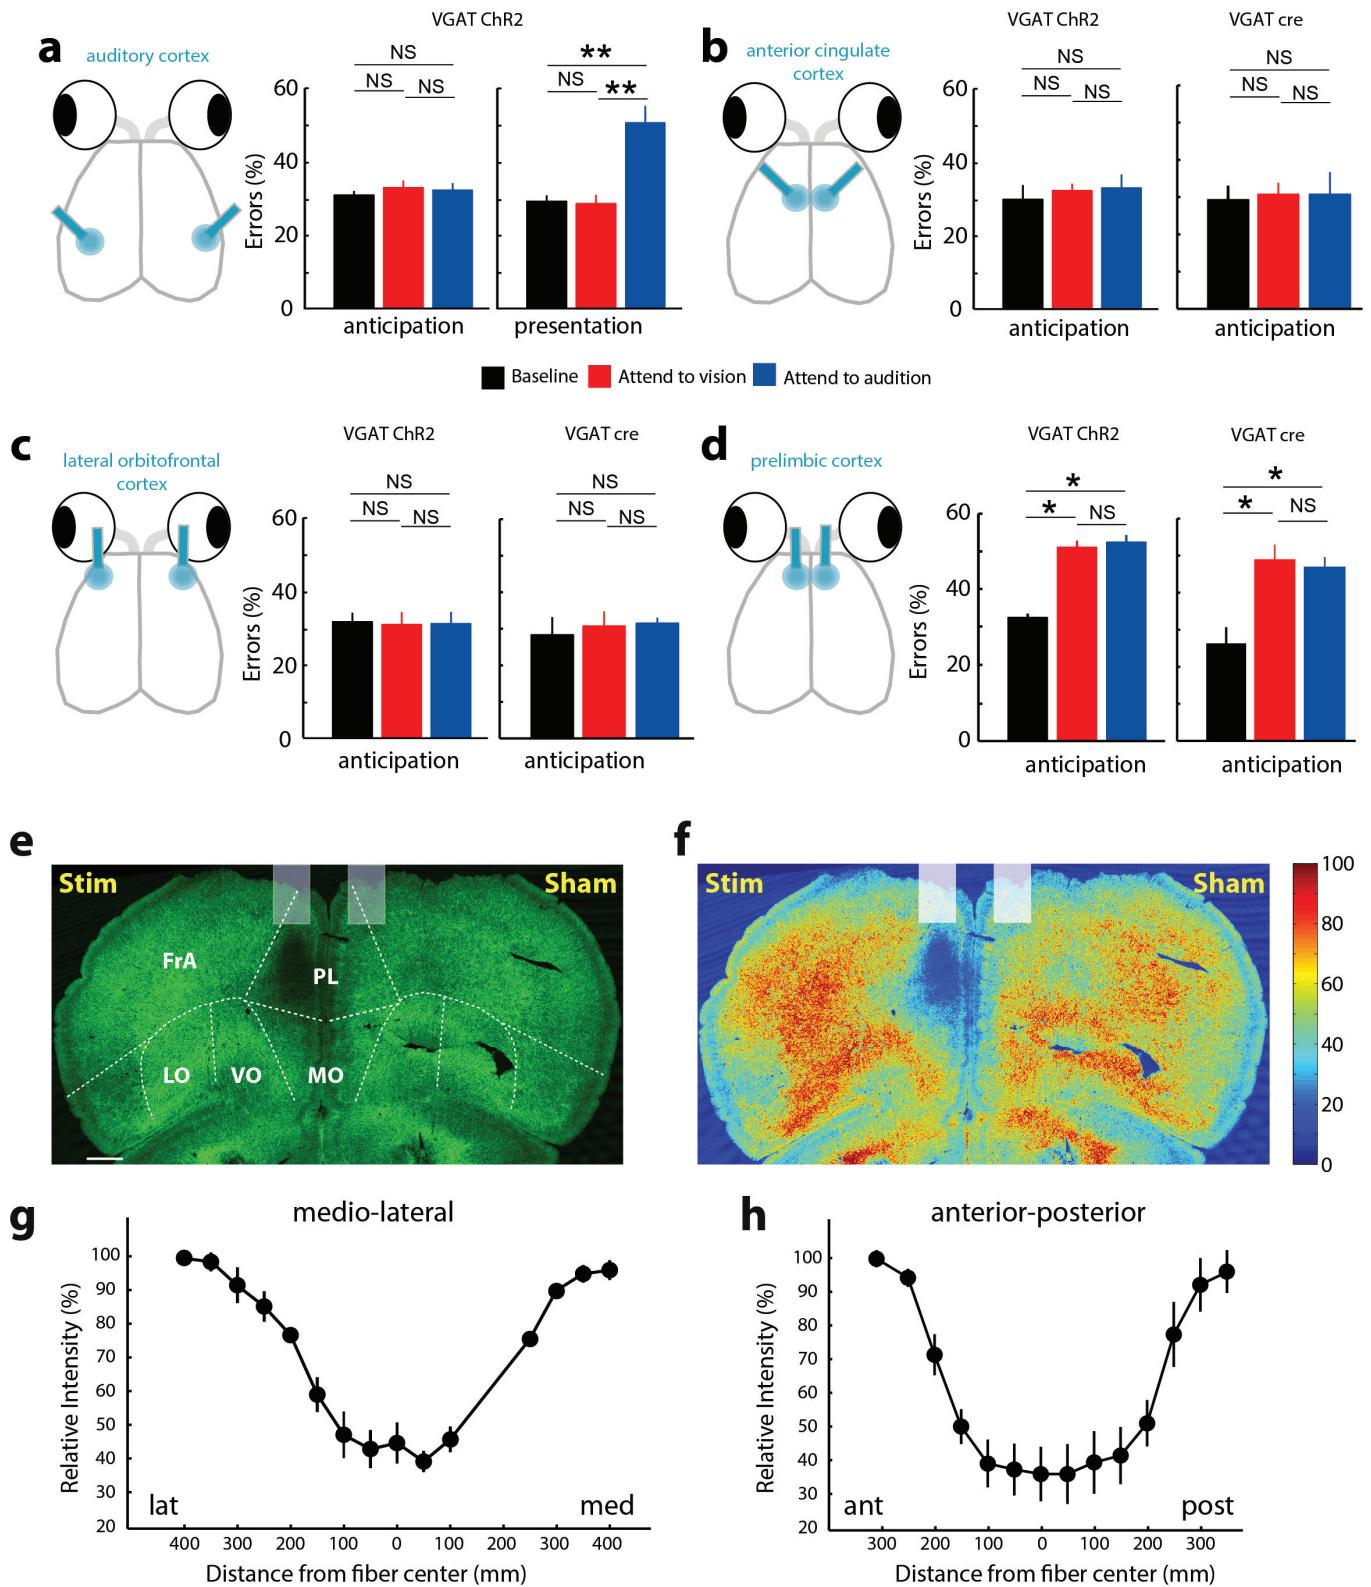 a
auditory cortex
VGAT ChR2
NS
NS
NS
**
NS
**
60
40
20
0
Errors (%)
anticipation
presentation
b
anterior cingulate
cortex
VGAT ChR2
VGAT cre
NS
NS
NS
NS
NS
NS
60
40
20
0
Errors (%)
anticipation
anticipation
Baseline
Attend to vision
Attend to audition
c
lateral orbitofrontal
cortex
VGAT ChR2
VGAT cre
NS
NS
NS
NS
NS
NS
60
40
20
0
Errors (%)
anticipation
anticipation
d
prelimbic cortex
VGAT ChR2
VGAT cre
*
*
NS
*
*
NS
60
40
20
0
Errors (%)
anticipation
anticipation
e
Stim
Sham
FrA
PL
LO
VO
MO
f
Stim
Sham
100
80
60
40
20
0
g
medio-lateral
Relative Intensity (%)
100
90
80
70
60
50
40
30
20
lat
med
400 300 200 100 0 100 200 300 400
Distance from fiber center (mm)
h
anterior-posterior
Relative Intensity (%)
100
90
80
70
60
50
40
30
20
ant
post
300 200 100 0 100 200 300
Distance from fiber center (mm)